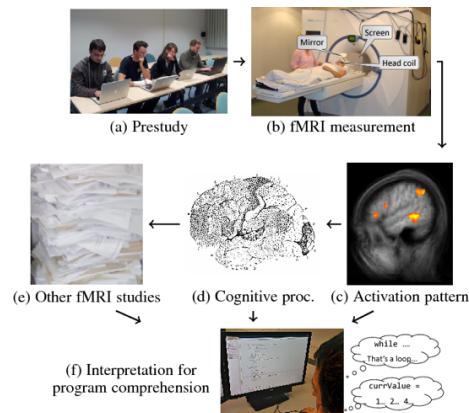 Mirror
Screen
Head coil
(a) Prestudy
(b) fMRI measurement
(e) Other fMRI studies
(d) Cognitive proc.
(c) Activation pattern
(f) Interpretation for
program comprehension
while ...
That's a loop...
currValue =
1... 2... 4...